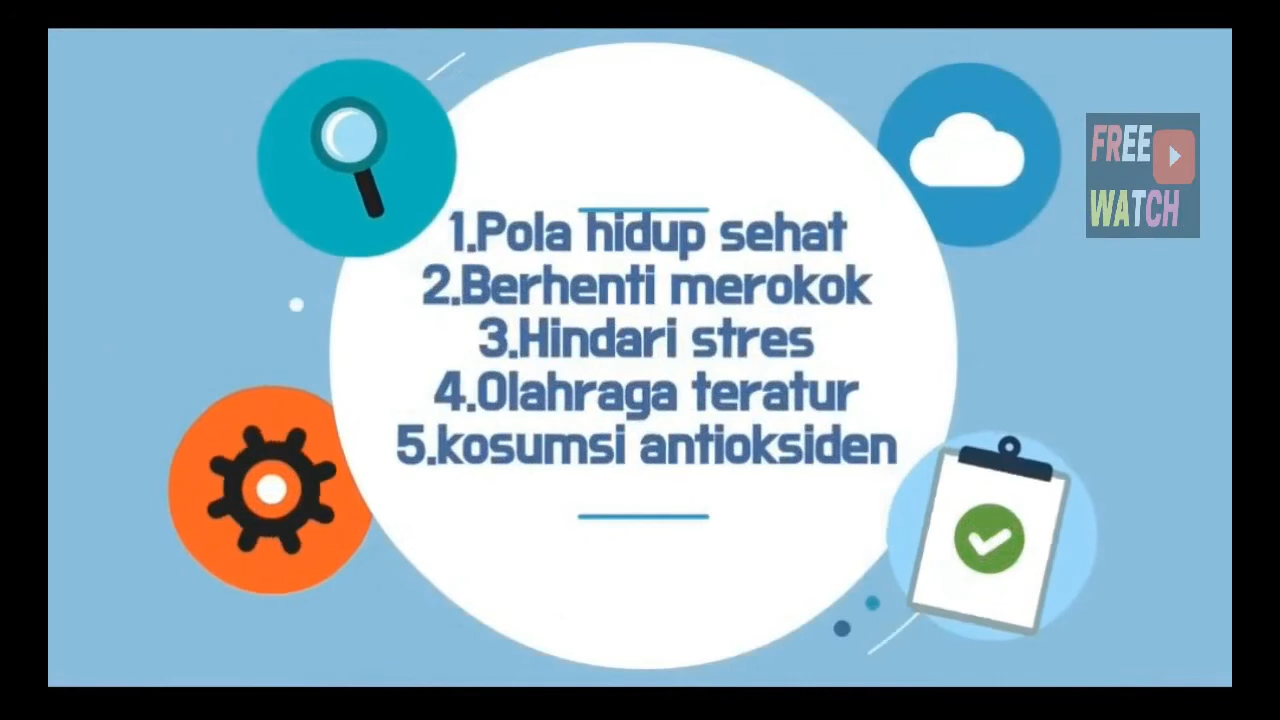 1.Pola hidup sehat
2.Berhenti merokok
3.Hindari stres
4.Olahraga teratur
5.kosumsi antioksiden
FREE
WATCH